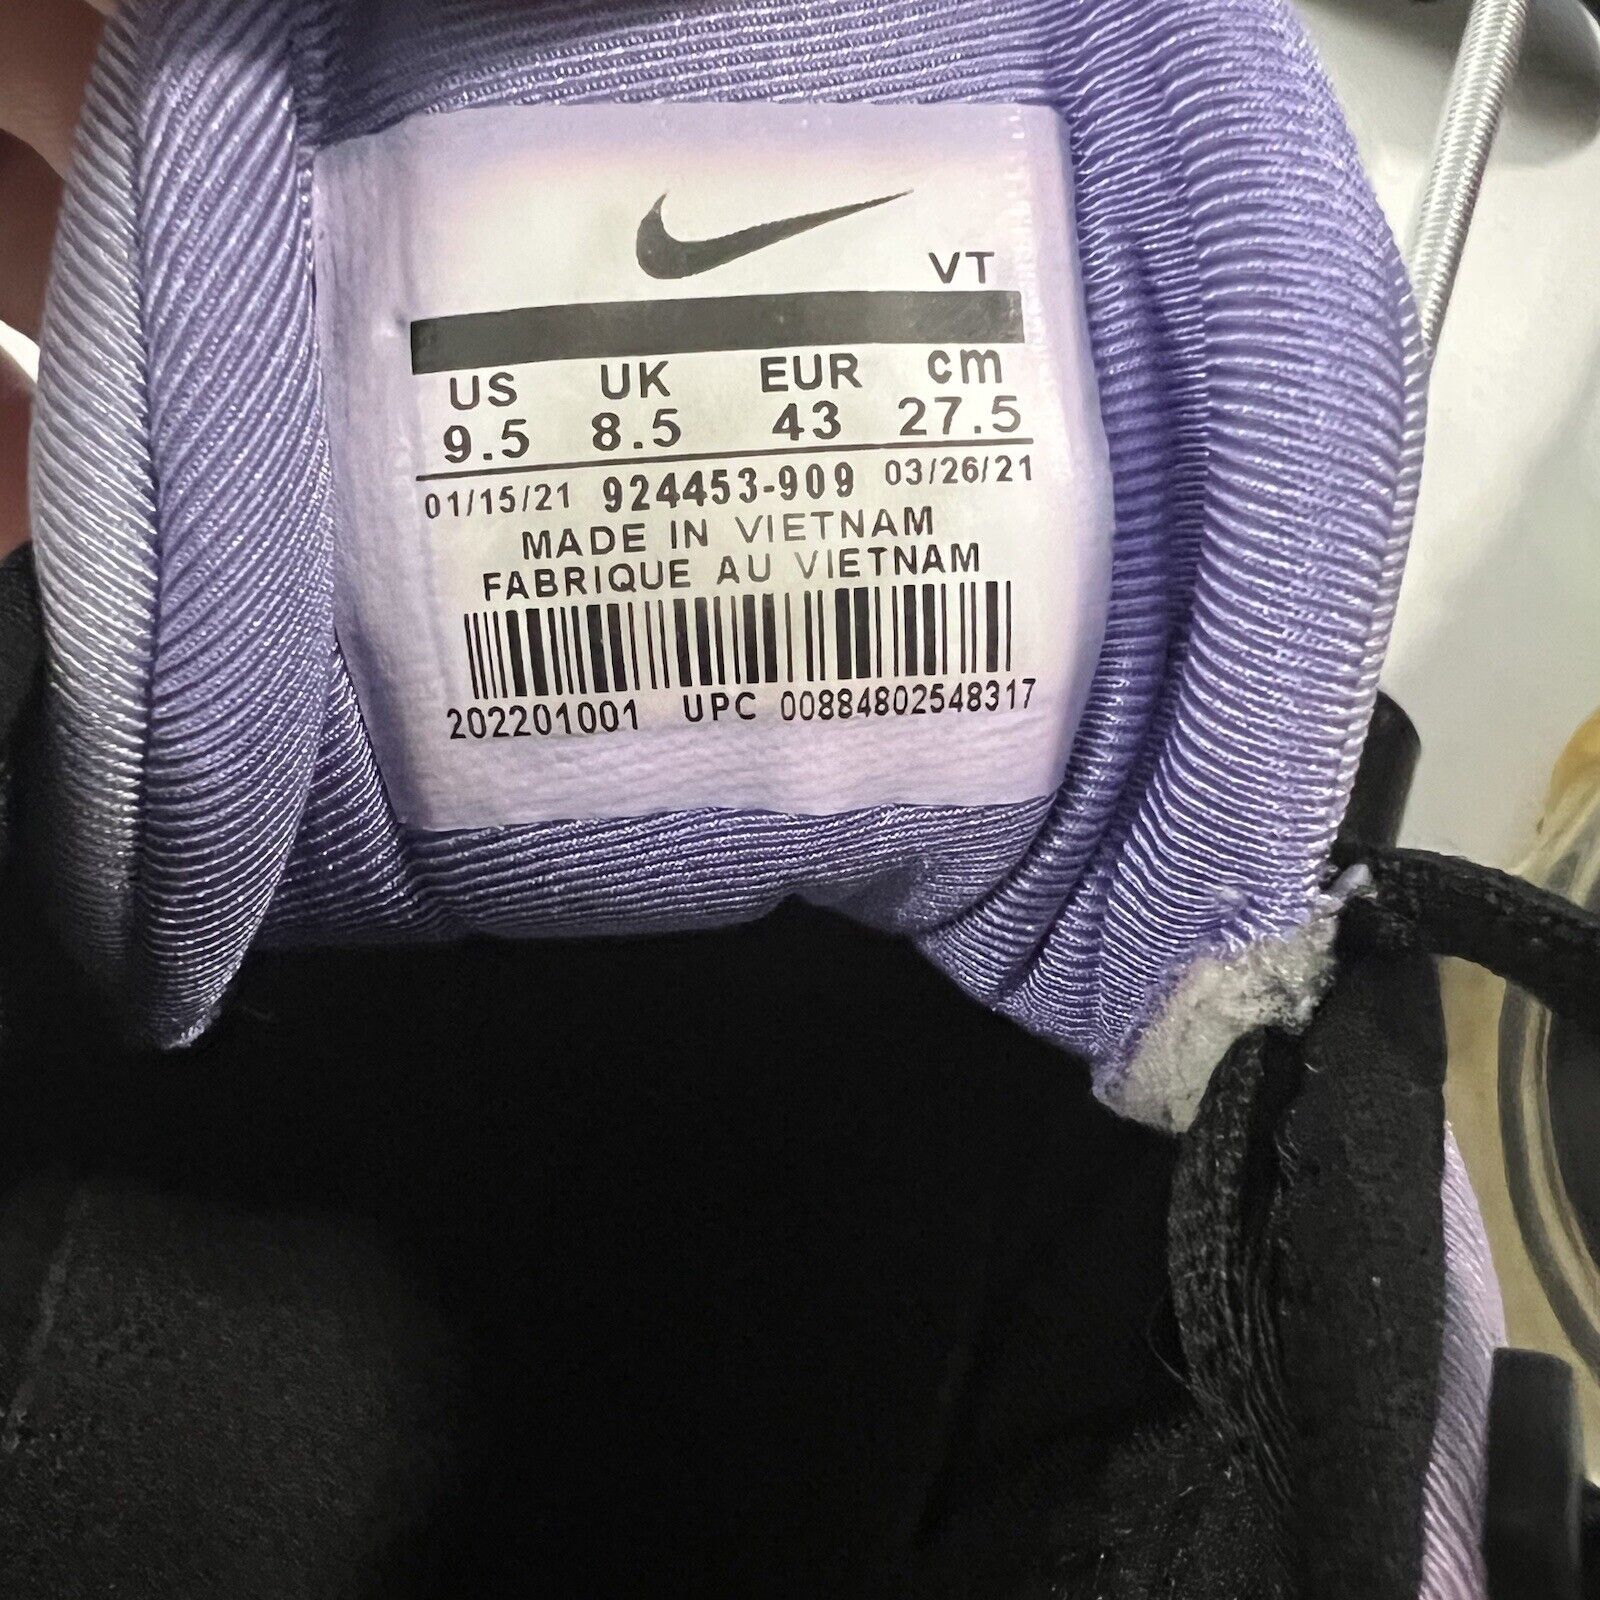 VT
US UK EUR cm
9.5 8.5 43 27.5
01/15/21 924453-909 03/26/21
MADE IN VIETNAM
FABRIQUE AU VIETNAM
202201001 UPC 00884802548317